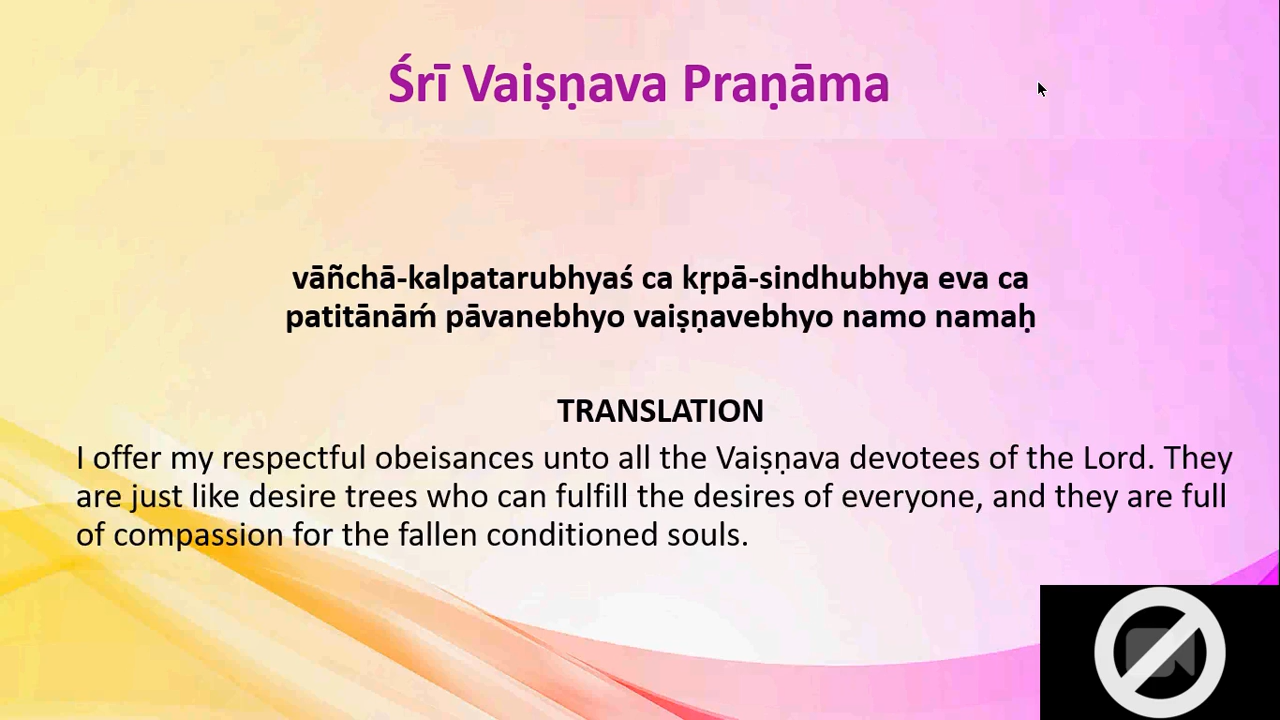 Śrī Vaiṣṇava Praṇāma
vāñchā-kalpatarubhyaś ca kṛpā-sindhubhya eva ca
patitānāḿ pāvanebhyo vaiṣṇavebhyo namo namaḥ
TRANSLATION
I offer my respectful obeisances unto all the Vaiṣṇava devotees of the Lord. They
are just like desire trees who can fulfill the desires of everyone, and they are full
of compassion for the fallen conditioned souls.